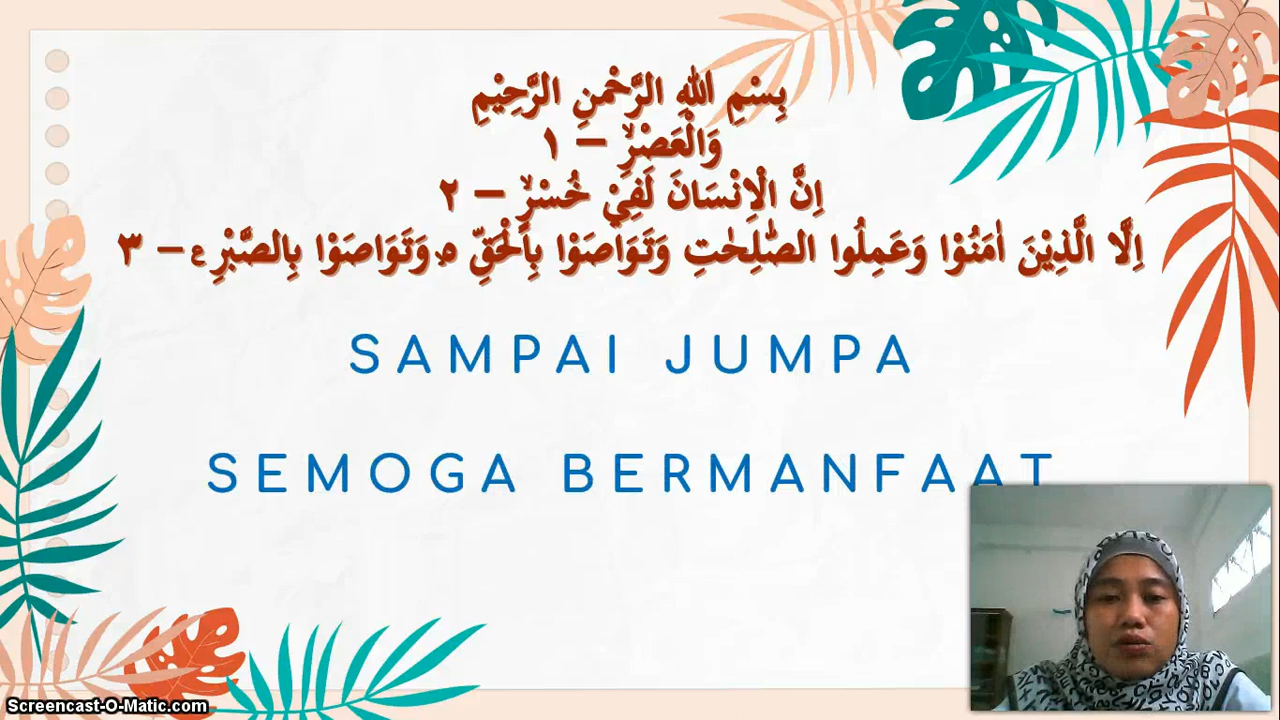 بِسْمِ اللّٰهِ الرَّحْمٰنِ الرَّحِيْمِ
وَالْعَصْرِۙ – ١
اِنَّ الْاِنْسَانَ لَفِيْ خُسْرٍۙ – ٢
اِلَّا الَّذِيْنَ اٰمَنُوْا وَعَمِلُوا الصّٰلِحٰتِ وَتَوَاصَوْا بِالْحَقِّ ەۙ وَتَوَاصَوْا بِالصَّبْرِ ࣖ – ٣
SAMPAI JUMPA
SEMOGA BERMANFAAT
Screencast-O-Matic.com